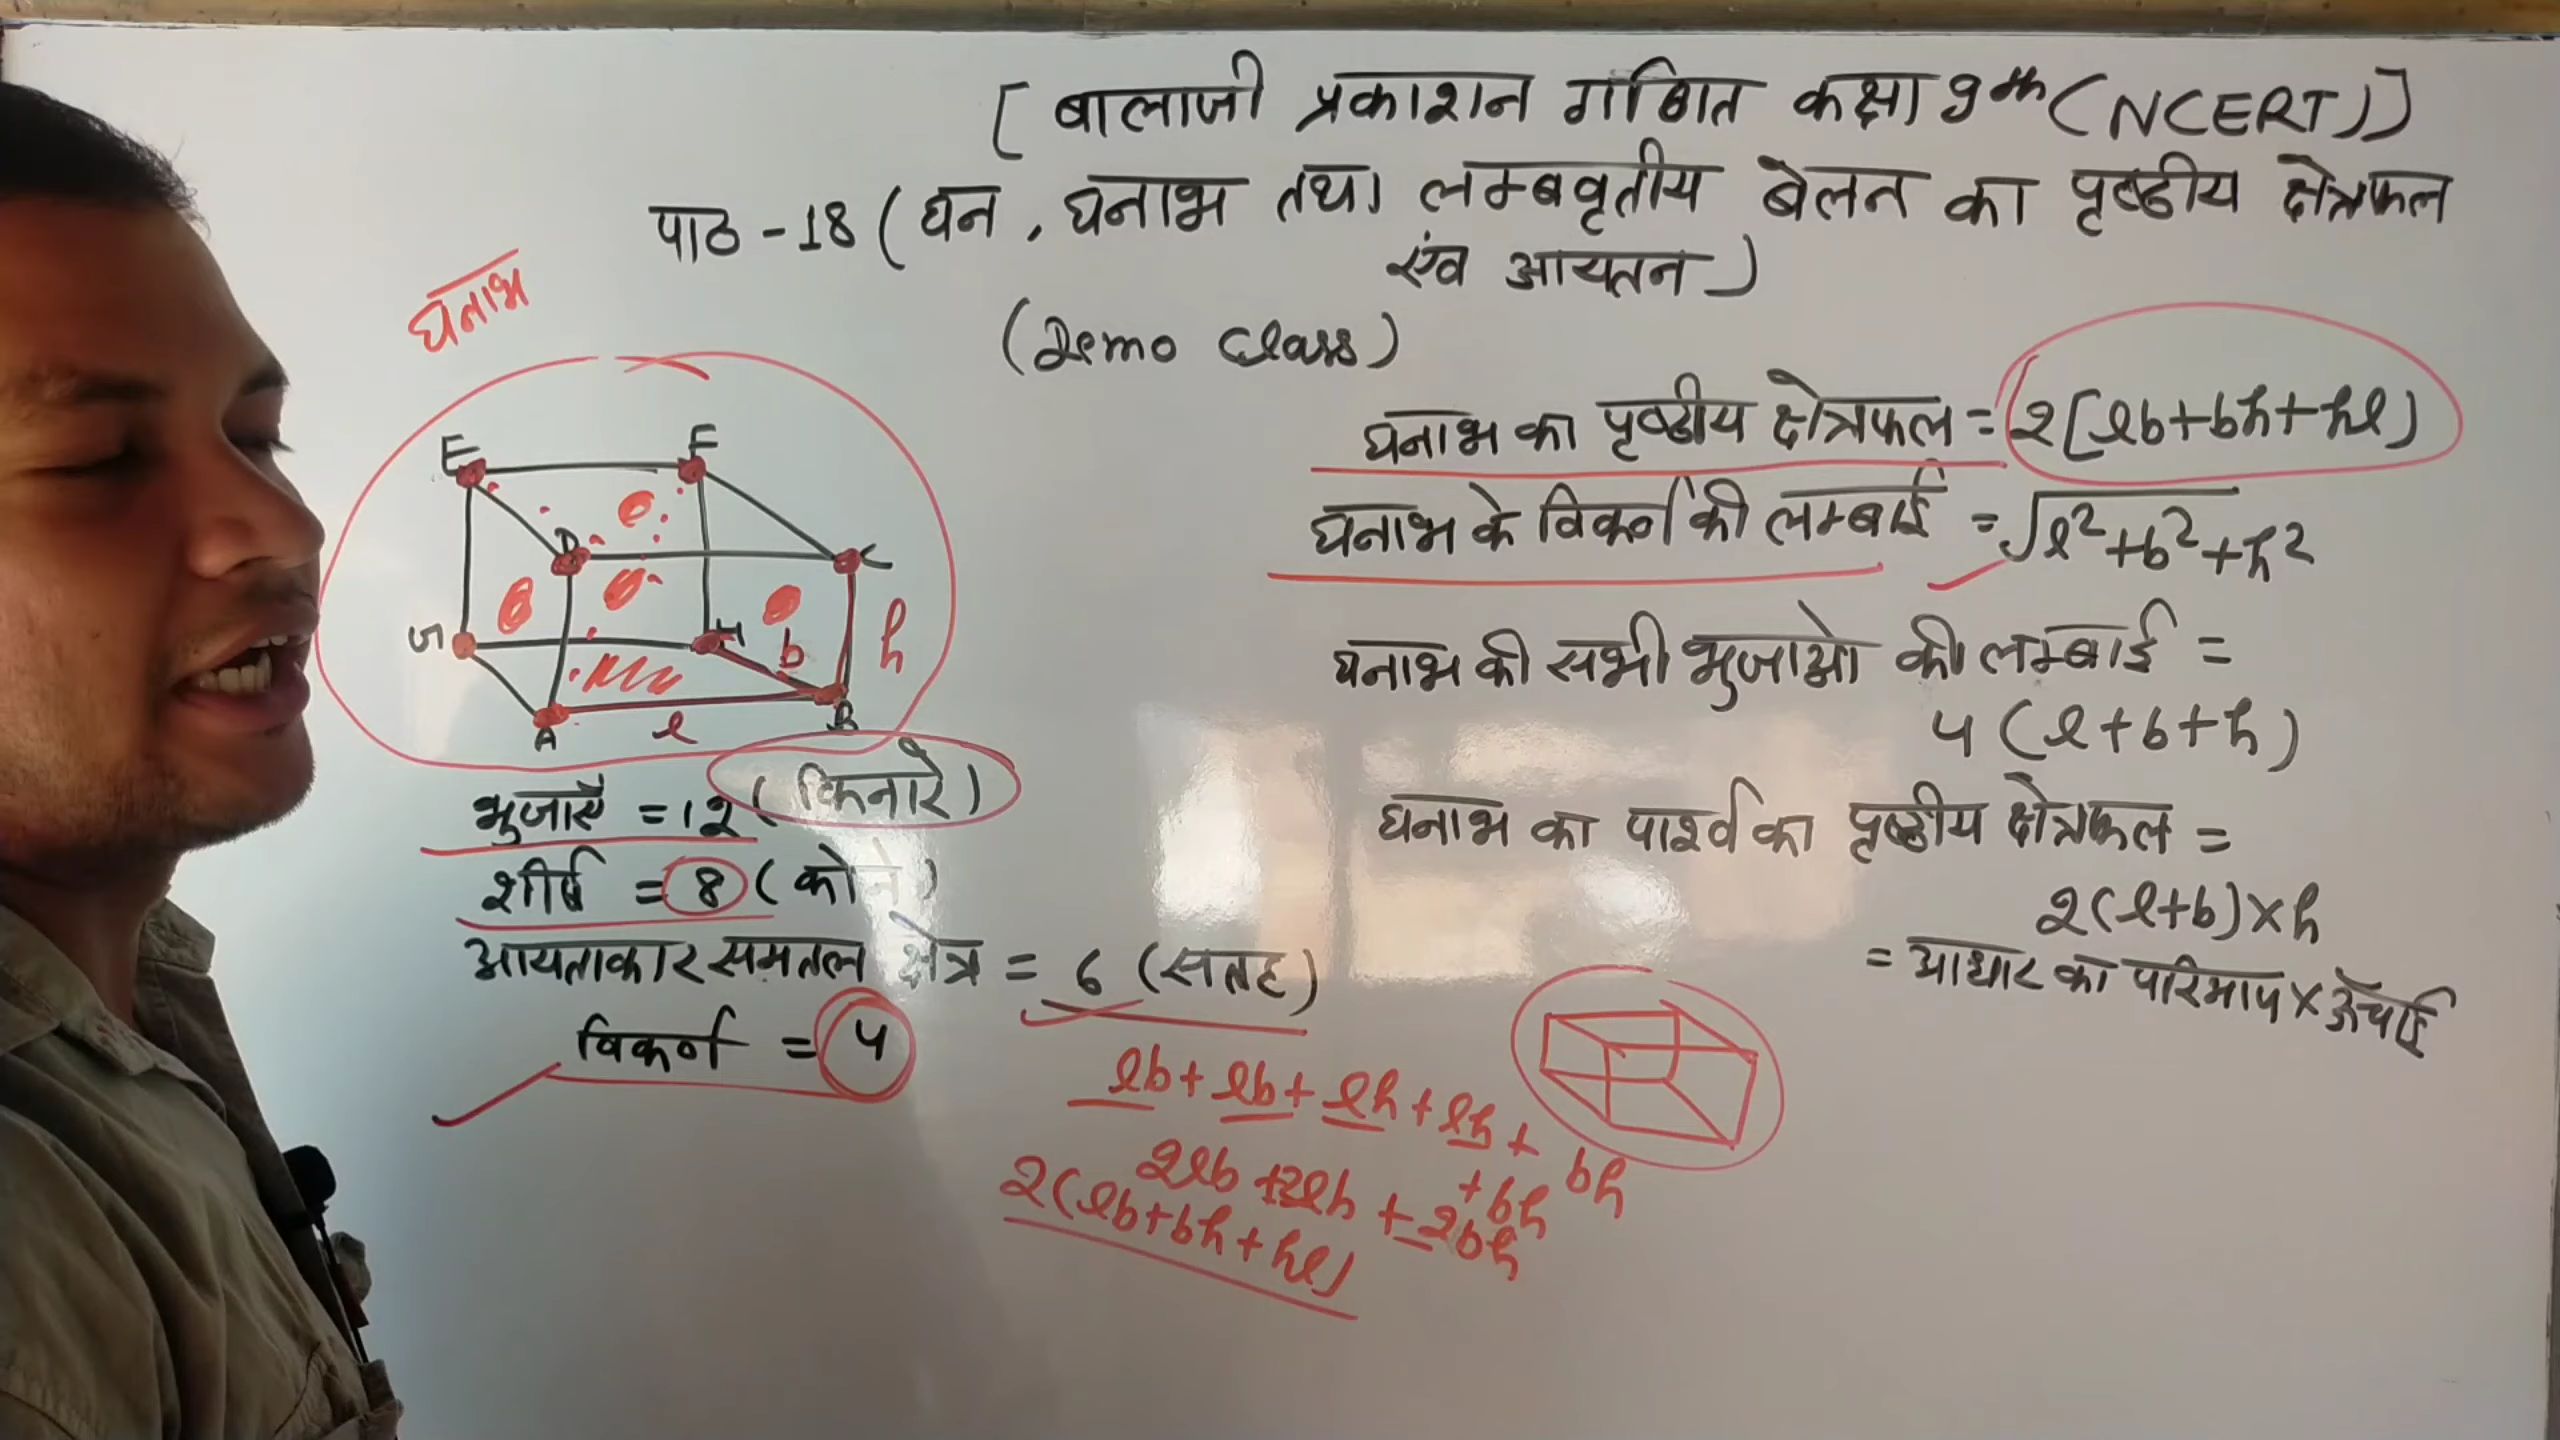 [ बालाजी प्रकाशन गणित कक्षा 9th (NCERT)]
पाठ -18 ( घन , घनाभ तथा लम्बवृतीय बेलन का पृष्ठीय क्षेत्रफल
एंव आयतन )
(Demo Class)
घनाभ
E
F
D
C
G
H
b
h
A
l
B
भुजाएँ = 12 ( किनारे )
शीर्ष = 8 ( कोने )
आयताकार समतल क्षेत्र = 6 (सतह)
विकर्ण = 4
घनाभ का पृष्ठीय क्षेत्रफल = 2[lb+bh+hl)
घनाभ के विकर्ण की लम्बाई = √l²+b²+h²
घनाभ की सभी भुजाओ की लम्बाई =
4 (l+b+h)
घनाभ का पार्श्व का पृष्ठीय क्षेत्रफल =
2(l+b)×h
= आधार का परिमाप × ऊँचाई
lb + lb + lh + lh + bh
+ bh
2lb + 2lh + 2bh
2(lb+bh+hl)